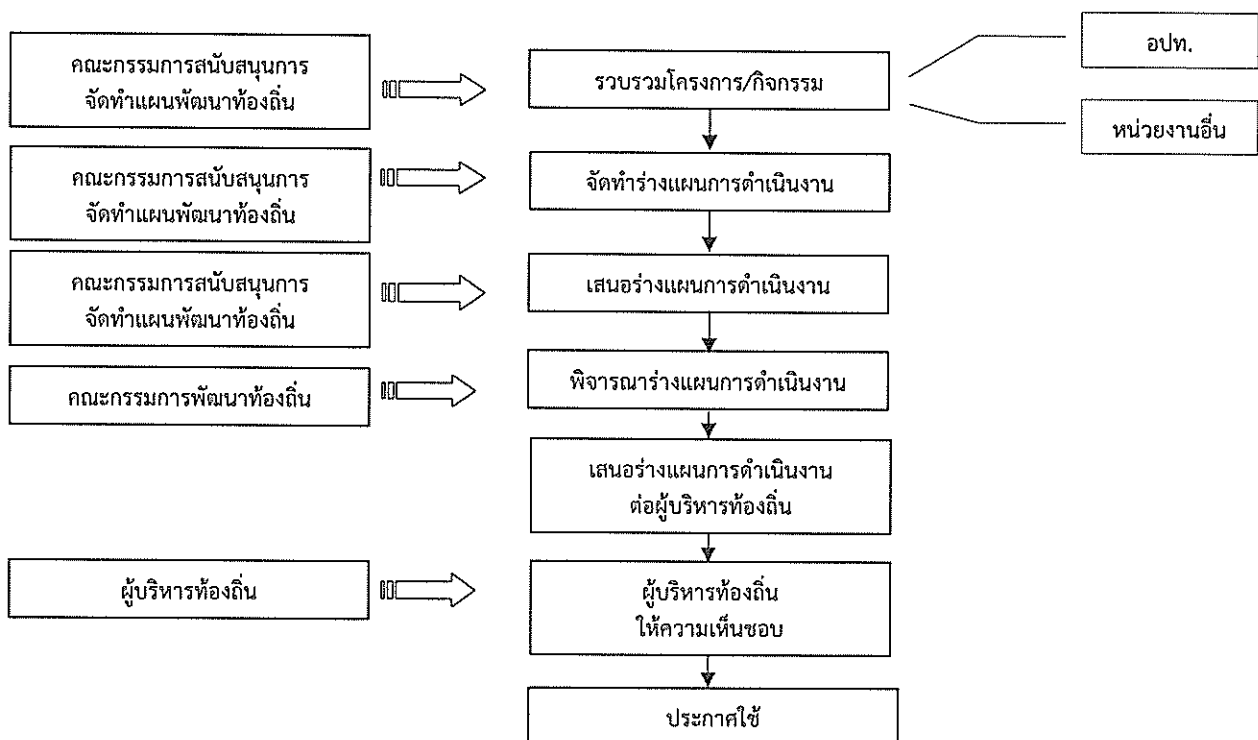 คณะกรรมการสนับสนุนการ
จัดทำแผนพัฒนาท้องถิ่น
รวบรวมโครงการ/กิจกรรม
อปท.
หน่วยงานอื่น
คณะกรรมการสนับสนุนการ
จัดทำแผนพัฒนาท้องถิ่น
จัดทำร่างแผนการดำเนินงาน
คณะกรรมการสนับสนุนการ
จัดทำแผนพัฒนาท้องถิ่น
เสนอร่างแผนการดำเนินงาน
คณะกรรมการพัฒนาท้องถิ่น
พิจารณาร่างแผนการดำเนินงาน
เสนอร่างแผนการดำเนินงาน
ต่อผู้บริหารท้องถิ่น
ผู้บริหารท้องถิ่น
ผู้บริหารท้องถิ่น
ให้ความเห็นชอบ
ประกาศใช้